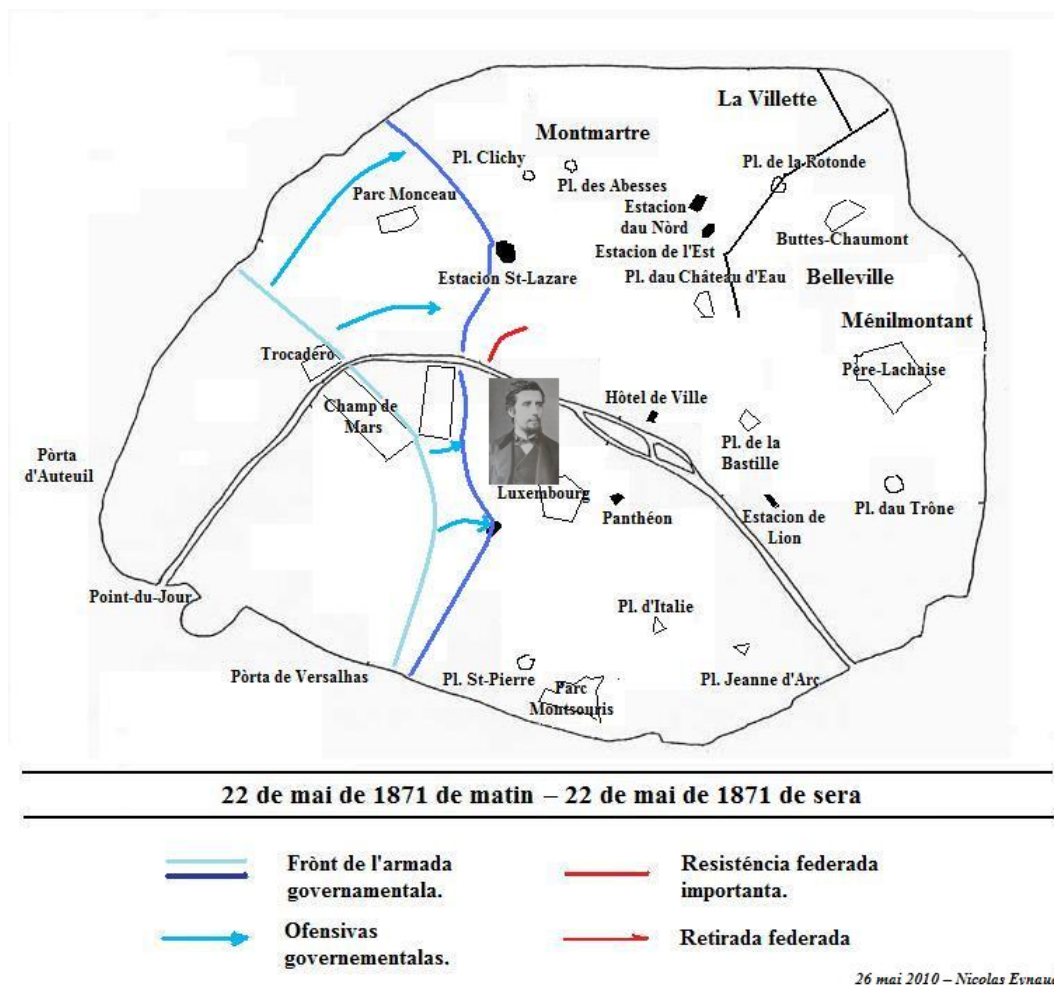 La Villette
Montmartre
Pl. Clichy
Pl. de la Rotonde
Pl. des Abesses
Parc Monceau
Estacion
dau Nòrd
Buttes-Chaumont
Estacion de l'Est
Estacion St-Lazare
Pl. dau Château d'Eau
Belleville
Ménilmontant
Trocadéro
Père-Lachaise
Champ de
Mars
Hôtel de Ville
Pl. de la
Bastille
Pòrta
d'Auteuil
Luxembourg
Panthéon
Estacion de
Lion
Pl. dau Trône
Point-du-Jour
Pl. d'Italie
Pòrta de Versalhas
Pl. St-Pierre
Pl. Jeanne d'Arc
Parc
Montsouris
22 de mai de 1871 de matin – 22 de mai de 1871 de sera
Frònt de l'armada
governamentala.
Resisténcia federada
importanta.
Ofensivas
governementalas.
Retirada federada
26 mai 2010 – Nicolas Eynaud